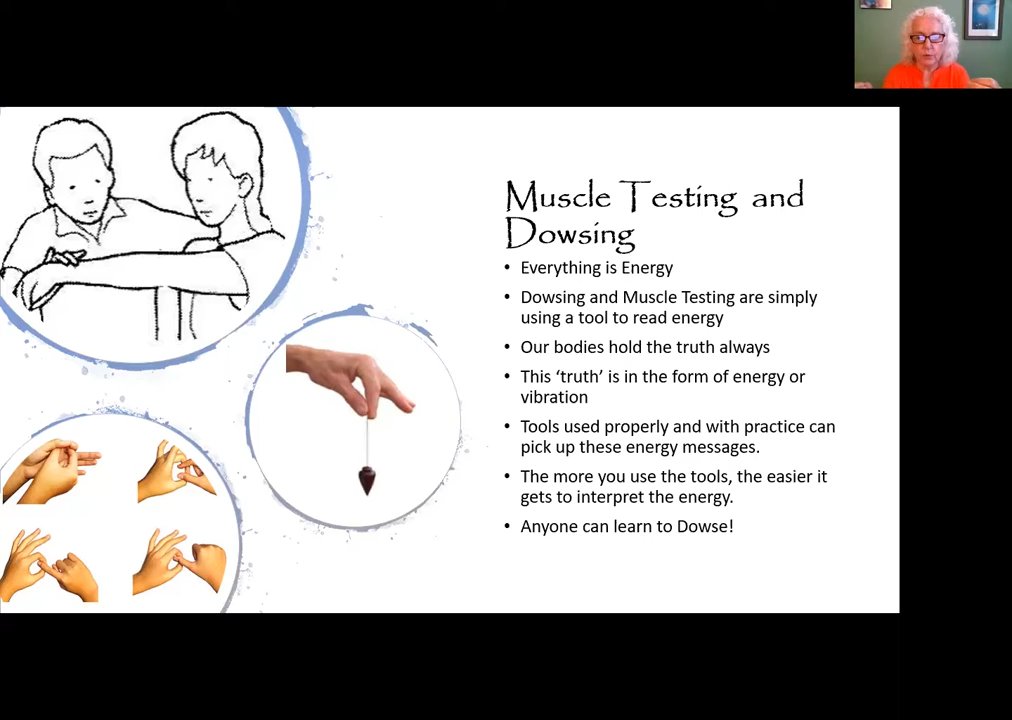 Muscle Testing and
Dowsing
• Everything is Energy
• Dowsing and Muscle Testing are simply
using a tool to read energy
• Our bodies hold the truth always
• This ‘truth’ is in the form of energy or
vibration
• Tools used properly and with practice can
pick up these energy messages.
• The more you use the tools, the easier it
gets to interpret the energy.
• Anyone can learn to Dowse!